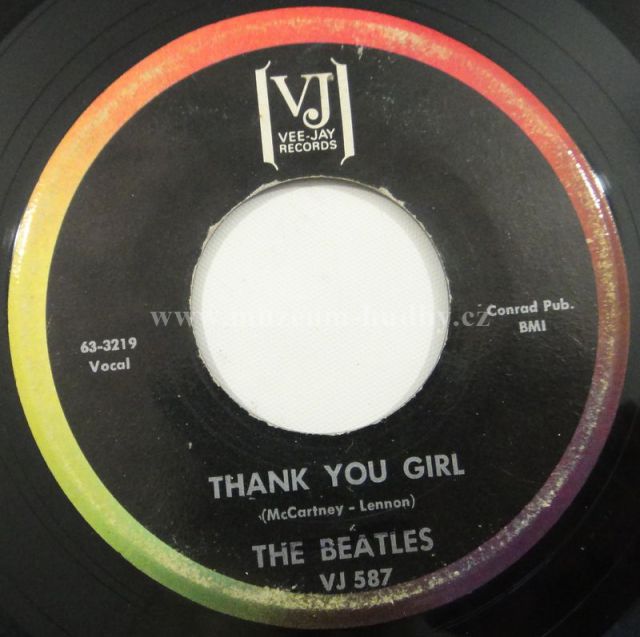 VJ
VEE-JAY
RECORDS
63-3219
Vocal
Conrad Pub.
BMI
THANK YOU GIRL
(McCartney - Lennon)
THE BEATLES
VJ 587